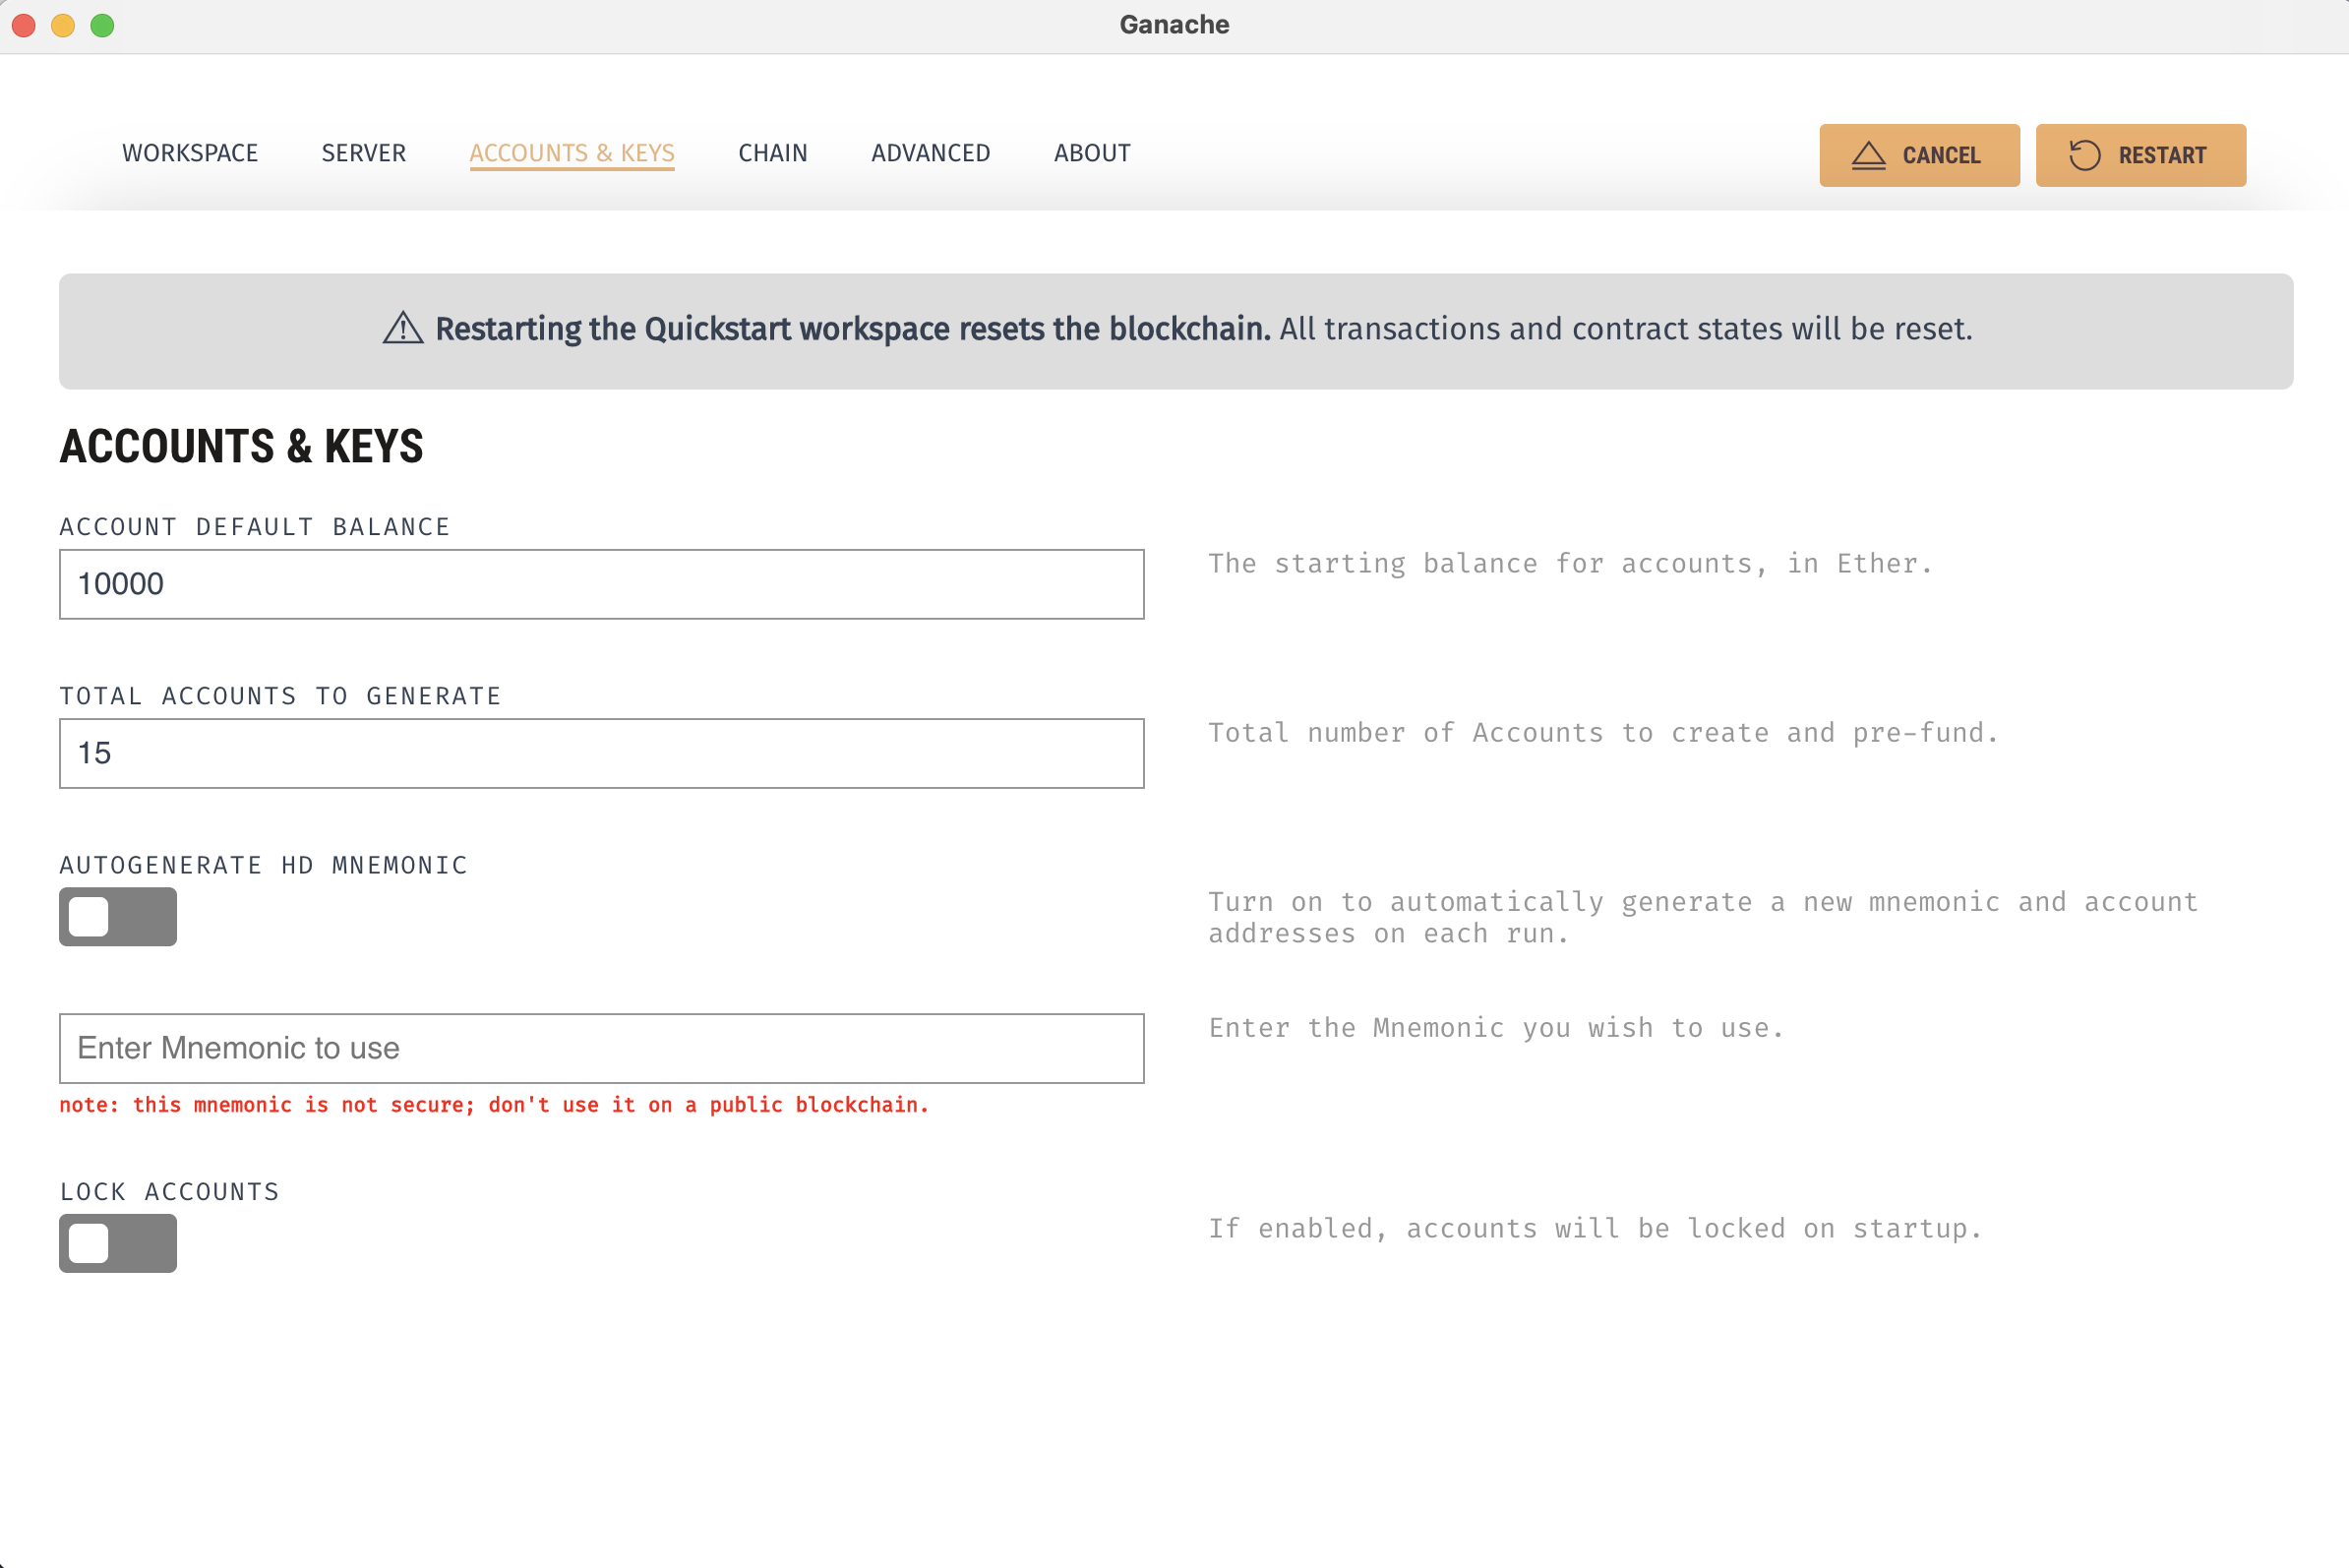 Ganache
WORKSPACE SERVER ACCOUNTS & KEYS CHAIN ADVANCED ABOUT CANCEL RESTART
Restarting the Quickstart workspace resets the blockchain. All transactions and contract states will be reset.
ACCOUNTS & KEYS
ACCOUNT DEFAULT BALANCE
10000
The starting balance for accounts, in Ether.
TOTAL ACCOUNTS TO GENERATE
15
Total number of Accounts to create and pre-fund.
AUTOGENERATE HD MNEMONIC
Turn on to automatically generate a new mnemonic and account
addresses on each run.
Enter Mnemonic to use
Enter the Mnemonic you wish to use.
note: this mnemonic is not secure; don't use it on a public blockchain.
LOCK ACCOUNTS
If enabled, accounts will be locked on startup.